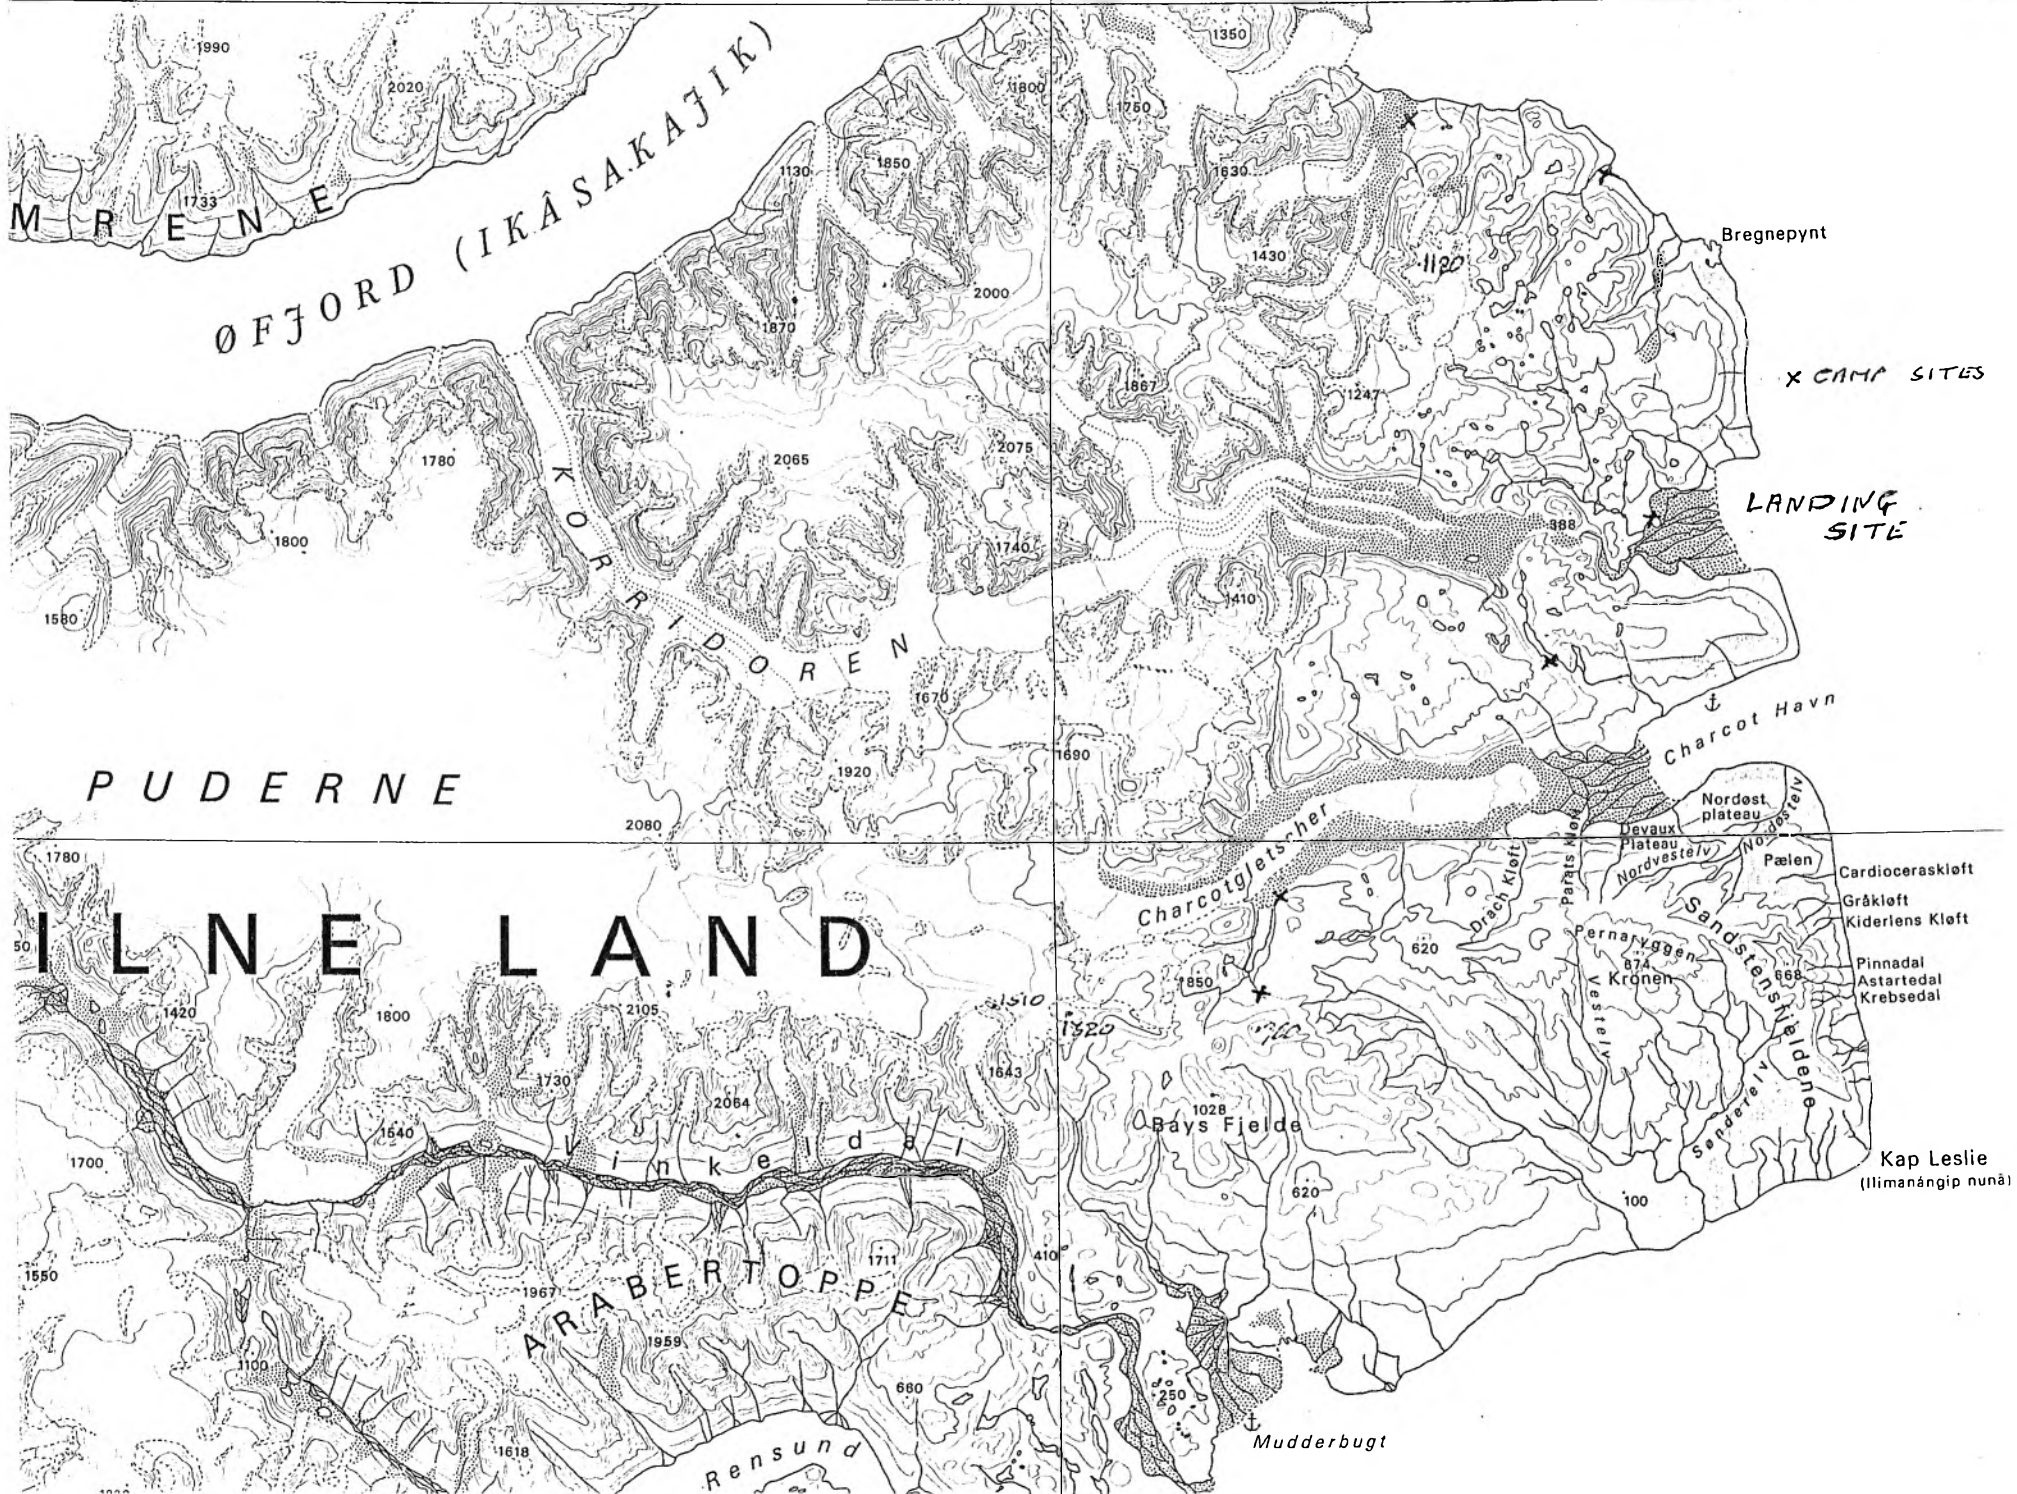 1990
1350
2020
1800
1750
ØFJORD (IKÂSAKAJIK)
1130
1850
1630
1733
MRENE
Bregnepynt
1430
1120
2000
1870
1867
1247
x CAMP SITES
1780
2065
2075
KORRIDOREN
LANDING
SITE
388
1800
1740
1580
1410
1670
Charcot Havn
1690
1920
PUDERNE
Nordøst
plateau
Nordøstelv
2080
Charcotgletscher
Devaux
Plateau
Nordvestelv
Parats Kløft
Drach Kløft
1780
Pælen
Cardioceraskløft
Gråkløft
Kiderlens Kløft
ILNE LAND
50
620
Pernaryggen
Sandstensfjeldene
674
Kronen
668
Pinnadal
Astartedal
Krebsedal
850
Vestelv
1420
1800
2105
1510
1320
1730
1643
2064
1028
Bays Fjelde
1540
Vinkeldal
Sønderelv
1700
Kap Leslie
(Ilimanángip nunâ)
620
100
410
1550
1711
1967
ARABERTOPPE
1959
1100
680
250
1618
Rensund
Mudderbugt